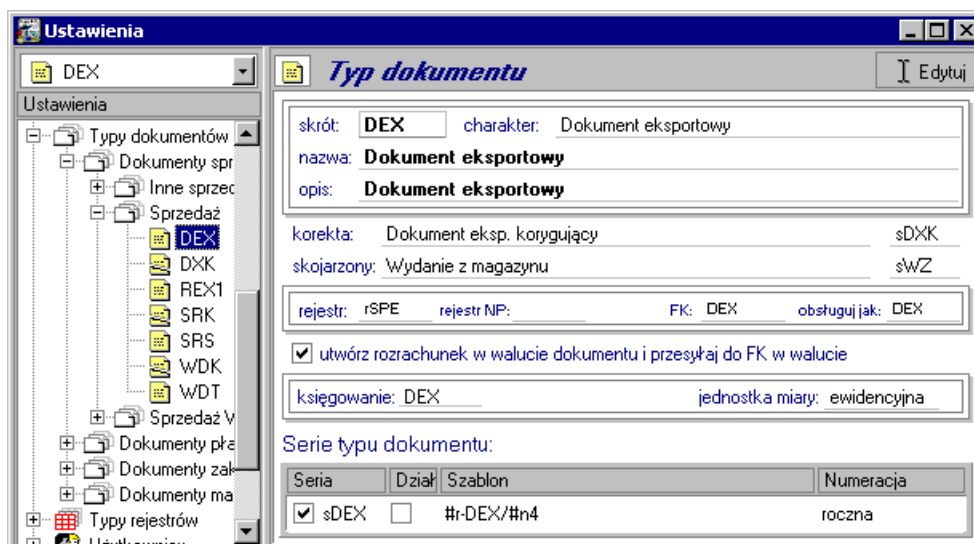 Ustawienia
DEX
Ustawienia
Typy dokumentów
Dokumenty spr
Inne sprzed
Sprzedaż
DEX
DXK
REX1
SRK
SRS
WDK
WDT
Sprzedaż W
Dokumenty pła
Dokumenty zak
Dokumenty ma
Typy rejestrów
Typ dokumentu
Edytuj
skrót: DEX charakter: Dokument eksportowy
nazwa: Dokument eksportowy
opis: Dokument eksportowy
korekta: Dokument eksp. korygujący sDXK
skojarzony: Wydanie z magazynu sWZ
rejestr: rSPE rejestr NP: FK: DEX obsługuj jak: DEX
utwórz rozrachunek w walucie dokumentu i przesyłaj do FK w walucie
księgowanie: DEX jednostka miary: ewidencyjna
Serie typu dokumentu:
Seria Dział Szablon Numeracja
sDEX #r-DEX/#n4 roczna